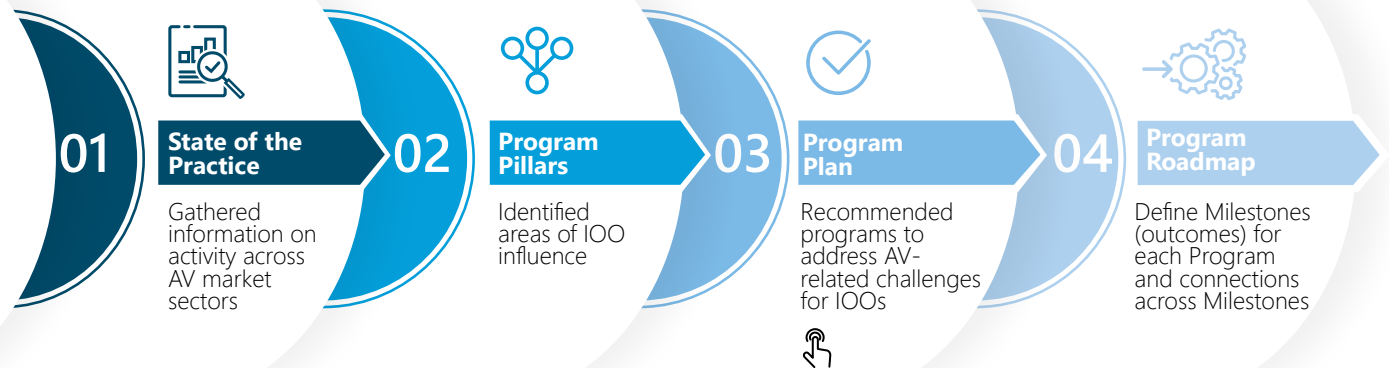 01
State of the
Practice
Gathered
information on
activity across
AV market
sectors
02
Program
Pillars
Identified
areas of IOO
influence
03
Program
Plan
Recommended
programs to
address AV-
related challenges
for IOOs
04
Program
Roadmap
Define Milestones
(outcomes) for
each Program
and connections
across Milestones